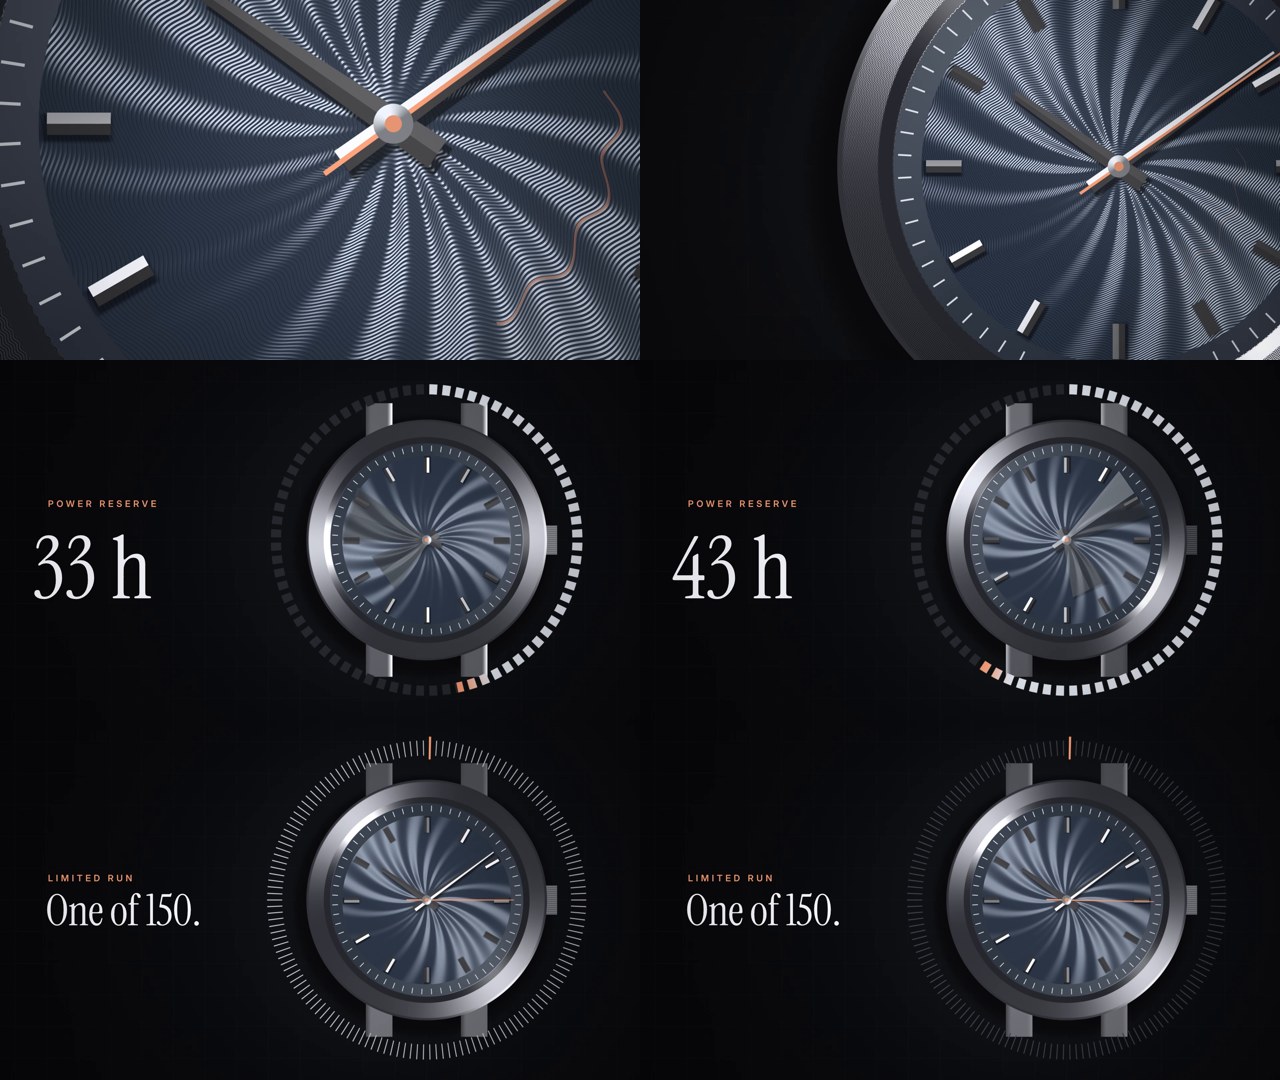 POWER RESERVE
33 h
POWER RESERVE
43 h
LIMITED RUN
One of 150.
LIMITED RUN
One of 150.